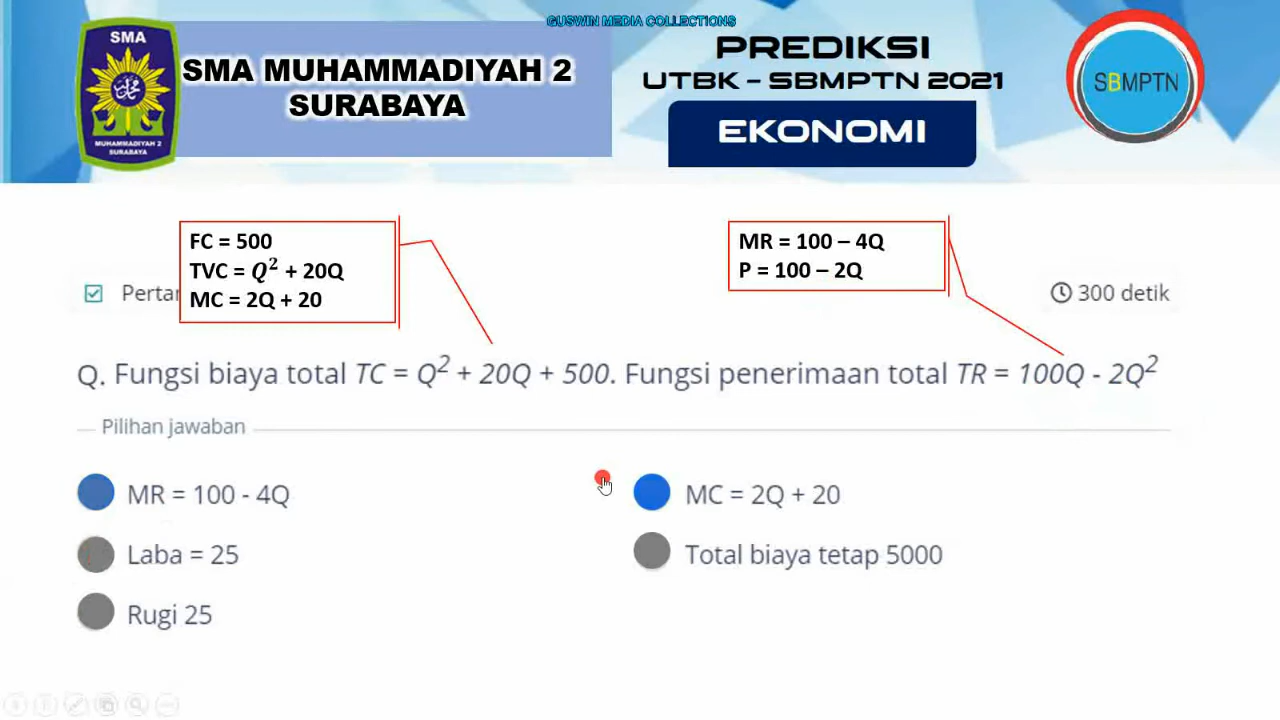 GUSWIN MEDIA COLLECTIONS
SMA
MUHAMMADIYAH 2
SURABAYA
SMA MUHAMMADIYAH 2
SURABAYA
PREDIKSI
UTBK - SBMPTN 2021
EKONOMI
SBMPTN
FC = 500
TVC = Q² + 20Q
MC = 2Q + 20
MR = 100 – 4Q
P = 100 – 2Q
300 detik
Q. Fungsi biaya total TC = Q² + 20Q + 500. Fungsi penerimaan total TR = 100Q - 2Q²
Pilihan jawaban
MR = 100 - 4Q
MC = 2Q + 20
Laba = 25
Total biaya tetap 5000
Rugi 25